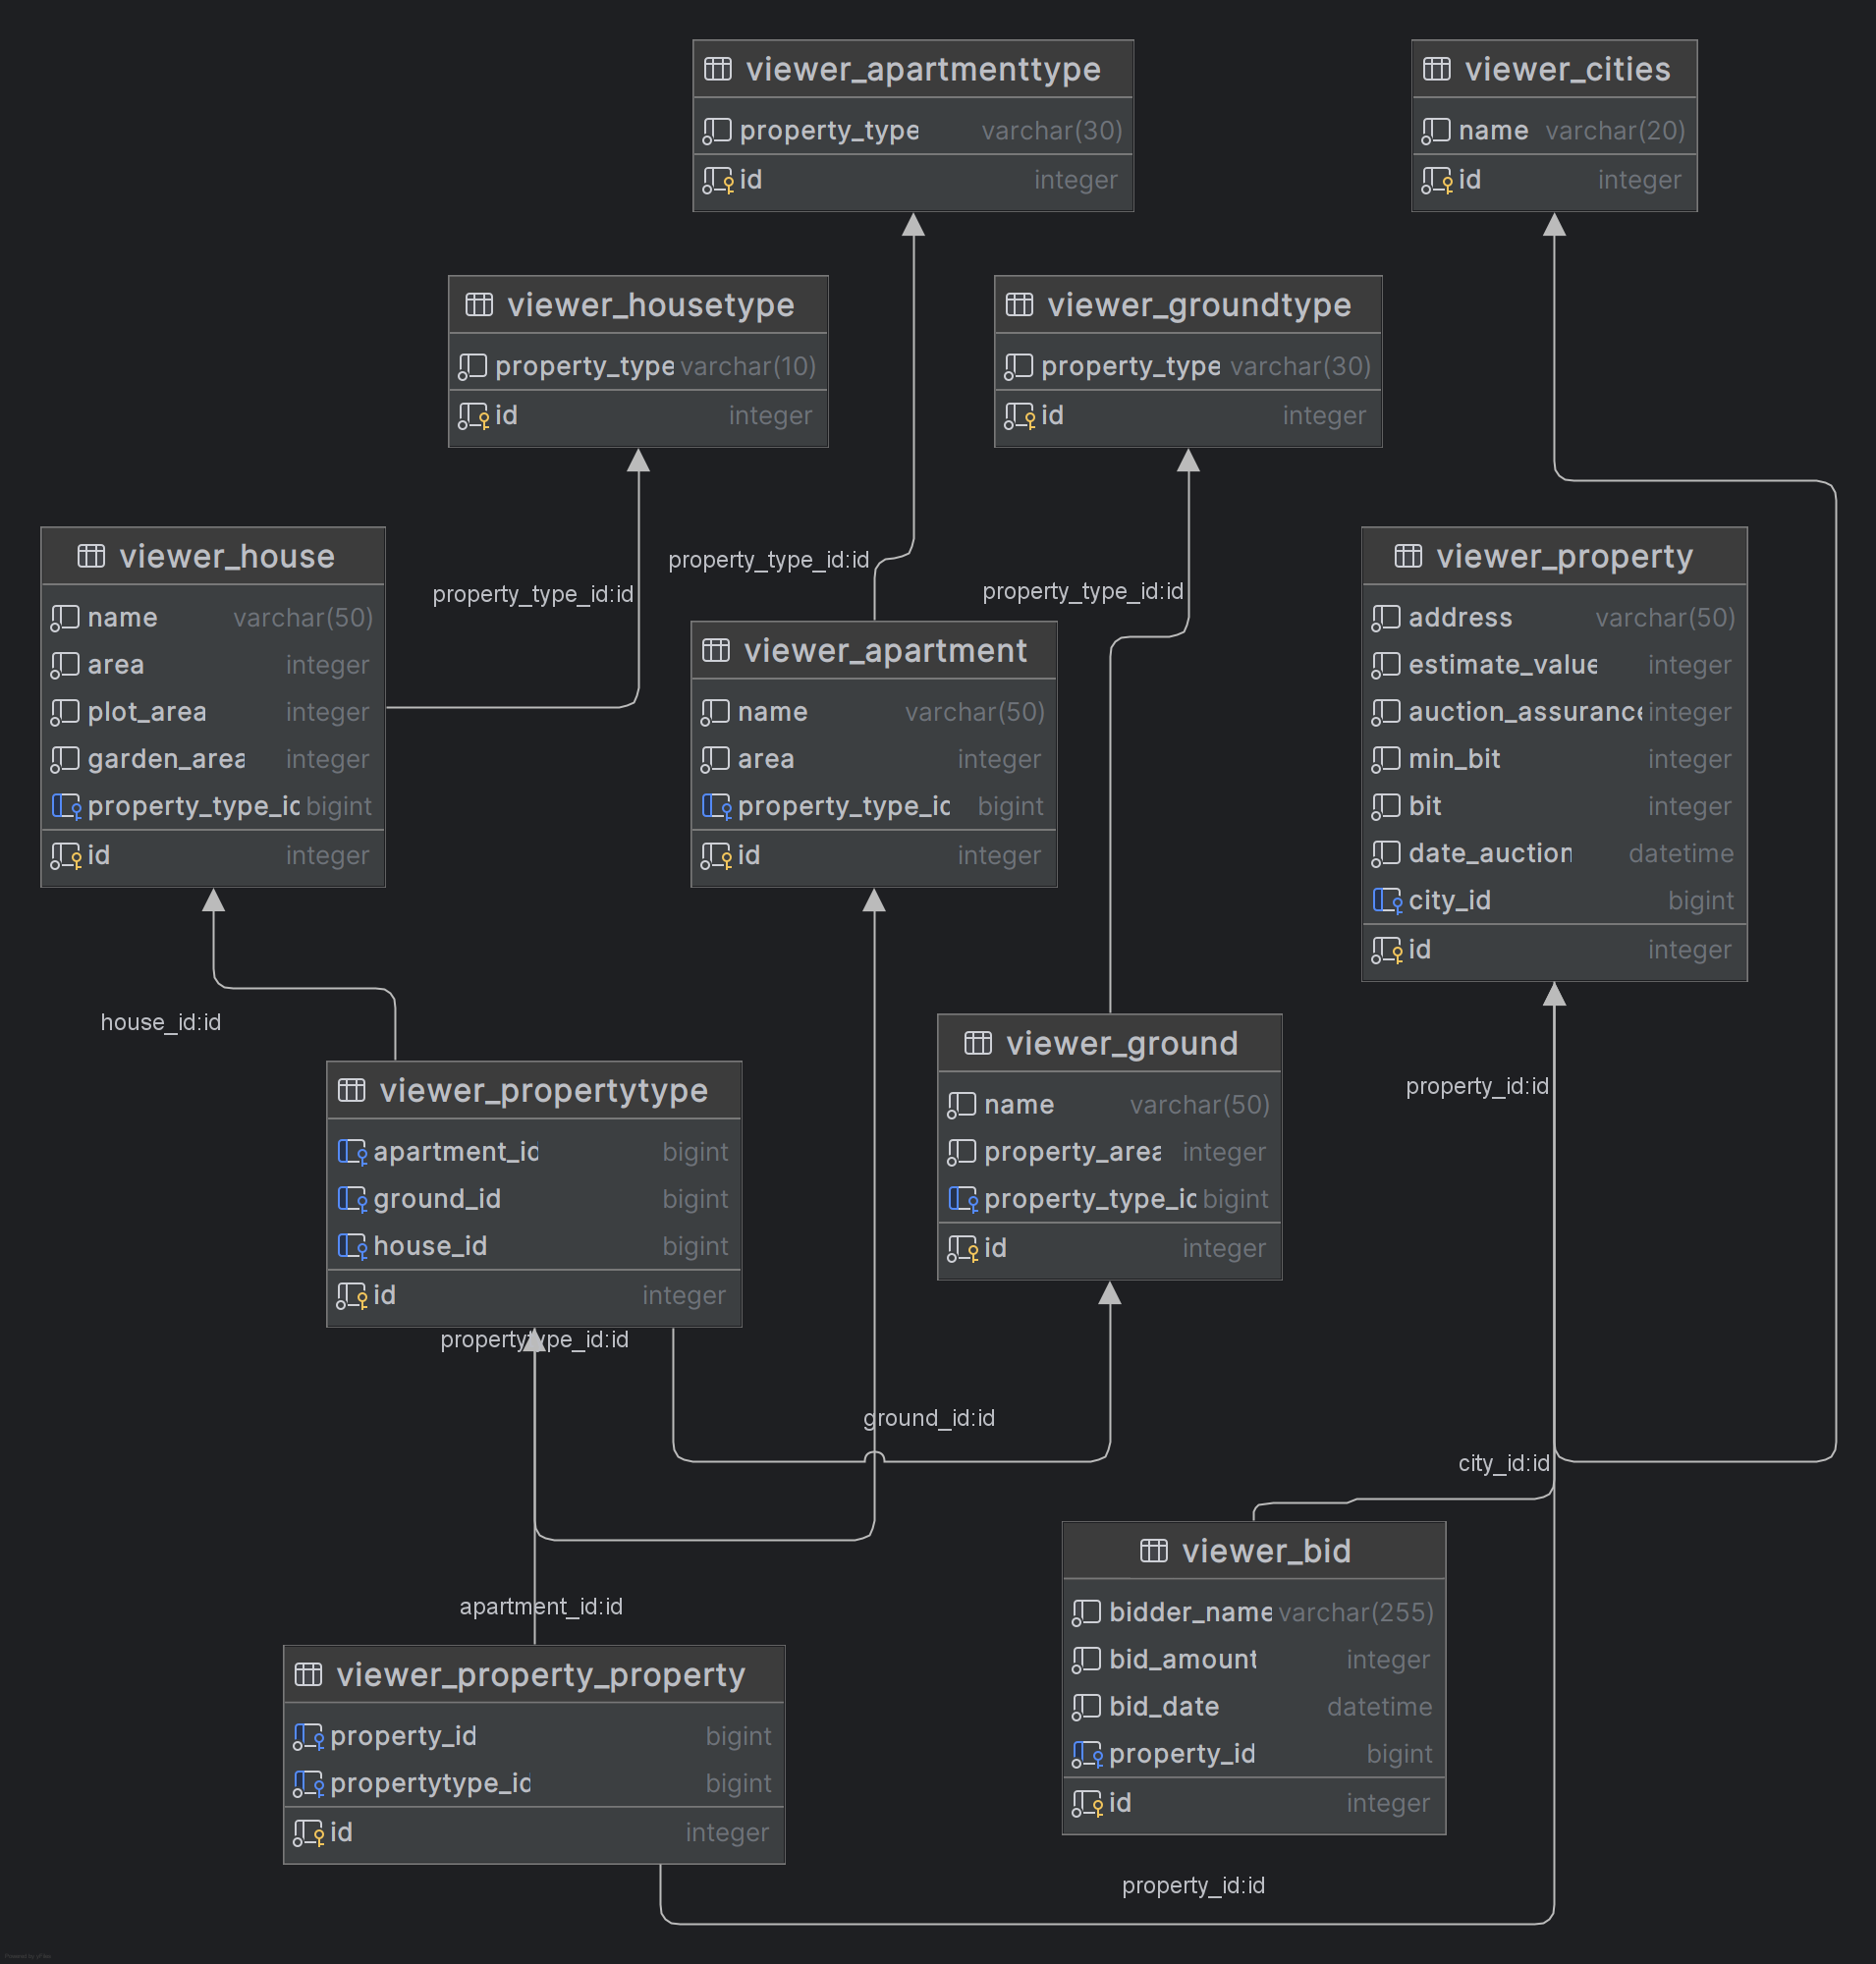 viewer_apartmenttype
property_type varchar(30)
id integer
viewer_cities
name varchar(20)
id integer
viewer_housetype
property_type varchar(10)
id integer
viewer_groundtype
property_type varchar(30)
id integer
viewer_house
name varchar(50)
area integer
plot_area integer
garden_area integer
property_type_id bigint
id integer
property_type_id:id
property_type_id:id
property_type_id:id
viewer_apartment
name varchar(50)
area integer
property_type_id bigint
id integer
viewer_property
address varchar(50)
estimate_value integer
auction_assurance integer
min_bit integer
bit integer
date_auction datetime
city_id bigint
id integer
house_id:id
viewer_propertytype
apartment_id bigint
ground_id bigint
house_id bigint
id integer
propertytype_id:id
viewer_ground
name varchar(50)
property_area integer
property_type_id bigint
id integer
property_id:id
ground_id:id
city_id:id
apartment_id:id
viewer_property_property
property_id bigint
propertytype_id bigint
id integer
viewer_bid
bidder_name varchar(255)
bid_amount integer
bid_date datetime
property_id bigint
id integer
property_id:id